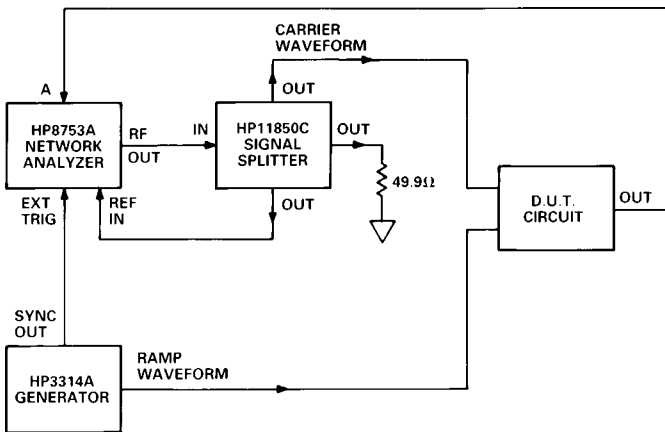 CARRIER
WAVEFORM
A
OUT
HP8753A
NETWORK
ANALYZER
RF
OUT
IN
HP11850C
SIGNAL
SPLITTER
OUT
49.9Ω
EXT
TRIG
REF
IN
OUT
D.U.T.
CIRCUIT
OUT
SYNC
OUT
HP3314A
GENERATOR
RAMP
WAVEFORM